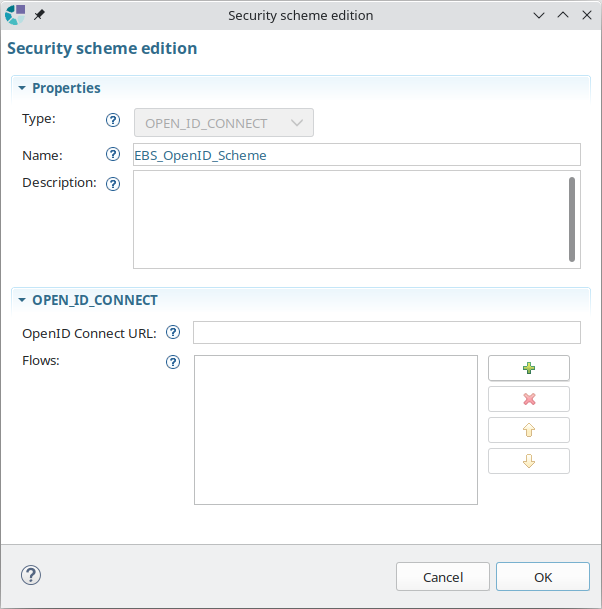 Security scheme edition
Security scheme edition
Properties
Type: ? OPEN_ID_CONNECT
Name: ? EBS_OpenID_Scheme
Description: ?
OPEN_ID_CONNECT
OpenID Connect URL: ?
Flows: ?
? Cancel OK